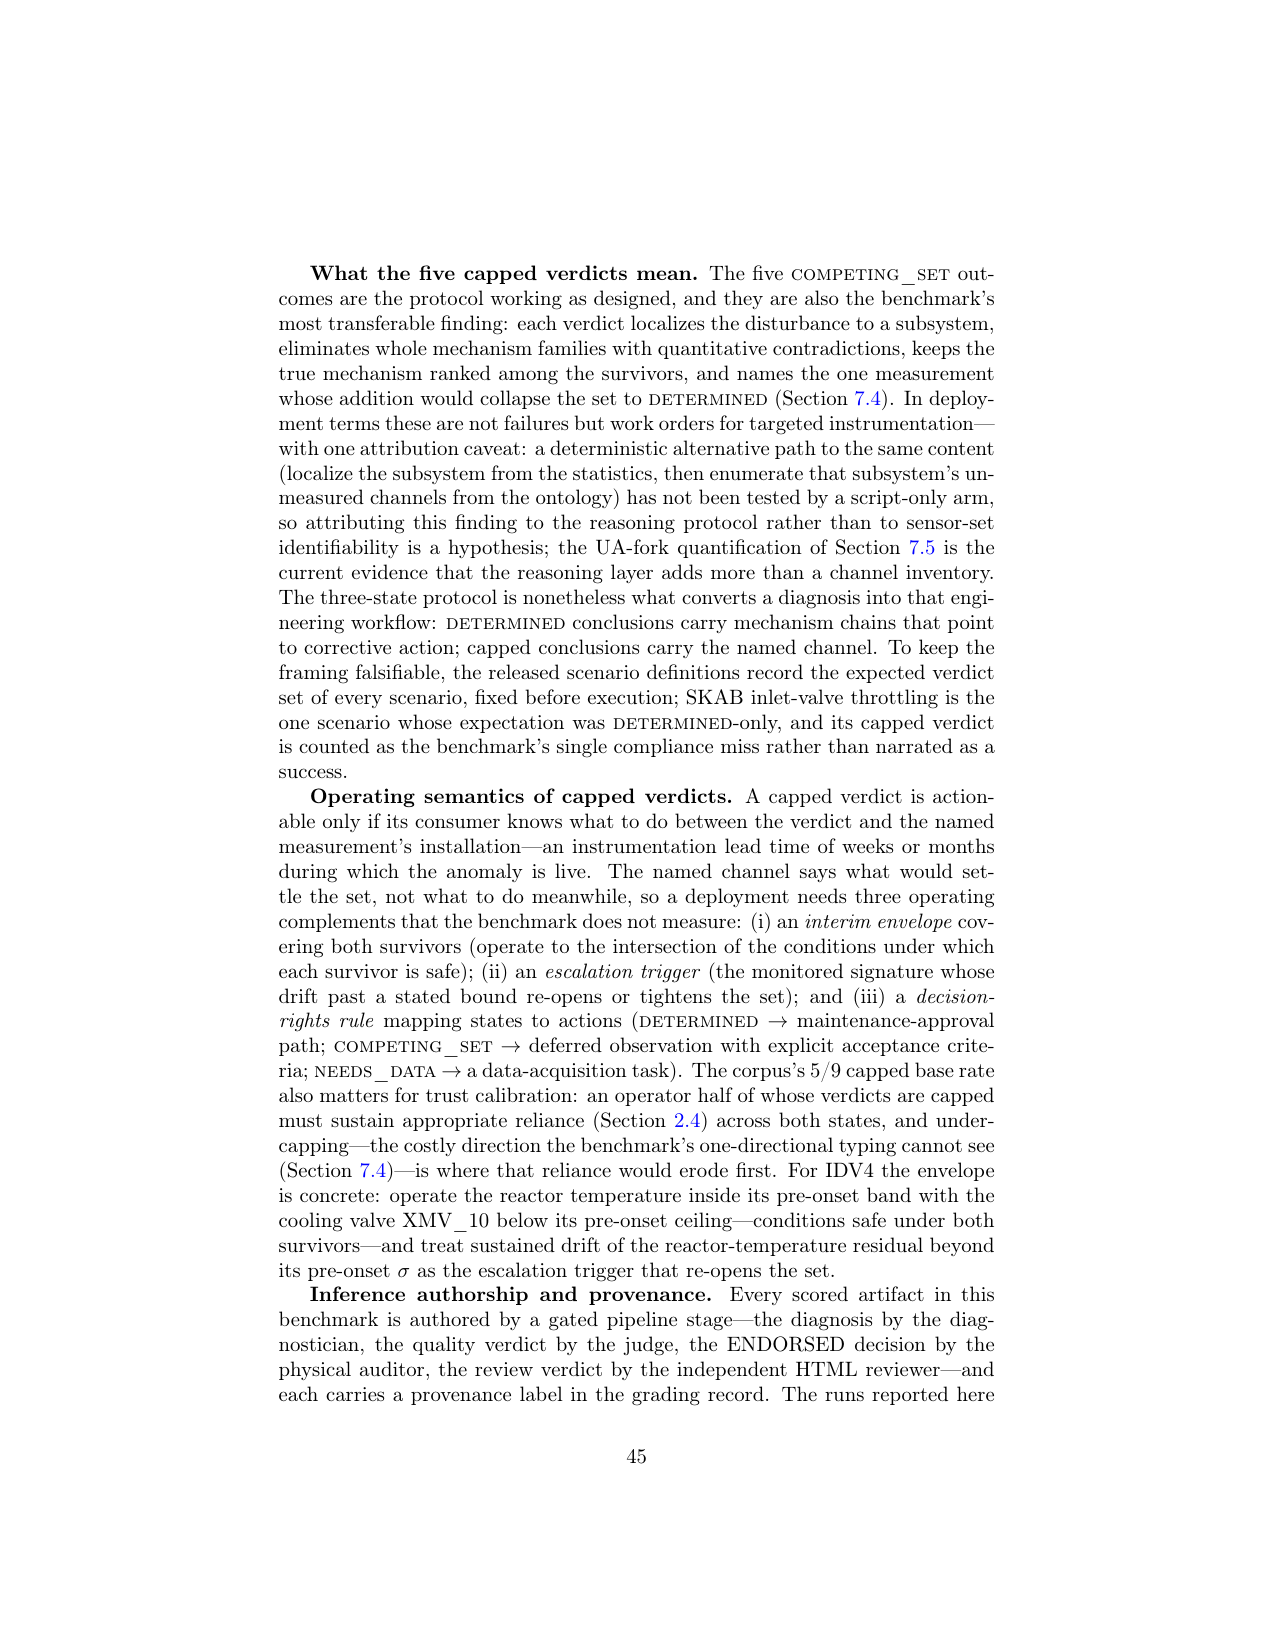 What the five capped verdicts mean. The five COMPETING_SET out-
comes are the protocol working as designed, and they are also the benchmark's
most transferable finding: each verdict localizes the disturbance to a subsystem,
eliminates whole mechanism families with quantitative contradictions, keeps the
true mechanism ranked among the survivors, and names the one measurement
whose addition would collapse the set to DETERMINED (Section 7.4). In deploy-
ment terms these are not failures but work orders for targeted instrumentation—
with one attribution caveat: a deterministic alternative path to the same content
(localize the subsystem from the statistics, then enumerate that subsystem's un-
measured channels from the ontology) has not been tested by a script-only arm,
so attributing this finding to the reasoning protocol rather than to sensor-set
identifiability is a hypothesis; the UA-fork quantification of Section 7.5 is the
current evidence that the reasoning layer adds more than a channel inventory.
The three-state protocol is nonetheless what converts a diagnosis into that engi-
neering workflow: DETERMINED conclusions carry mechanism chains that point
to corrective action; capped conclusions carry the named channel. To keep the
framing falsifiable, the released scenario definitions record the expected verdict
set of every scenario, fixed before execution; SKAB inlet-valve throttling is the
one scenario whose expectation was DETERMINED-only, and its capped verdict
is counted as the benchmark's single compliance miss rather than narrated as a
success.
Operating semantics of capped verdicts. A capped verdict is action-
able only if its consumer knows what to do between the verdict and the named
measurement's installation—an instrumentation lead time of weeks or months
during which the anomaly is live. The named channel says what would set-
tle the set, not what to do meanwhile, so a deployment needs three operating
complements that the benchmark does not measure: (i) an interim envelope cov-
ering both survivors (operate to the intersection of the conditions under which
each survivor is safe); (ii) an escalation trigger (the monitored signature whose
drift past a stated bound re-opens or tightens the set); and (iii) a decision-
rights rule mapping states to actions (DETERMINED → maintenance-approval
path; COMPETING_SET → deferred observation with explicit acceptance crite-
ria; NEEDS_DATA → a data-acquisition task). The corpus's 5/9 capped base rate
also matters for trust calibration: an operator half of whose verdicts are capped
must sustain appropriate reliance (Section 2.4) across both states, and under-
capping—the costly direction the benchmark's one-directional typing cannot see
(Section 7.4)—is where that reliance would erode first. For IDV4 the envelope
is concrete: operate the reactor temperature inside its pre-onset band with the
cooling valve XMV_10 below its pre-onset ceiling—conditions safe under both
survivors—and treat sustained drift of the reactor-temperature residual beyond
its pre-onset σ as the escalation trigger that re-opens the set.
Inference authorship and provenance. Every scored artifact in this
benchmark is authored by a gated pipeline stage—the diagnosis by the diag-
nostician, the quality verdict by the judge, the ENDORSED decision by the
physical auditor, the review verdict by the independent HTML reviewer—and
each carries a provenance label in the grading record. The runs reported here
45